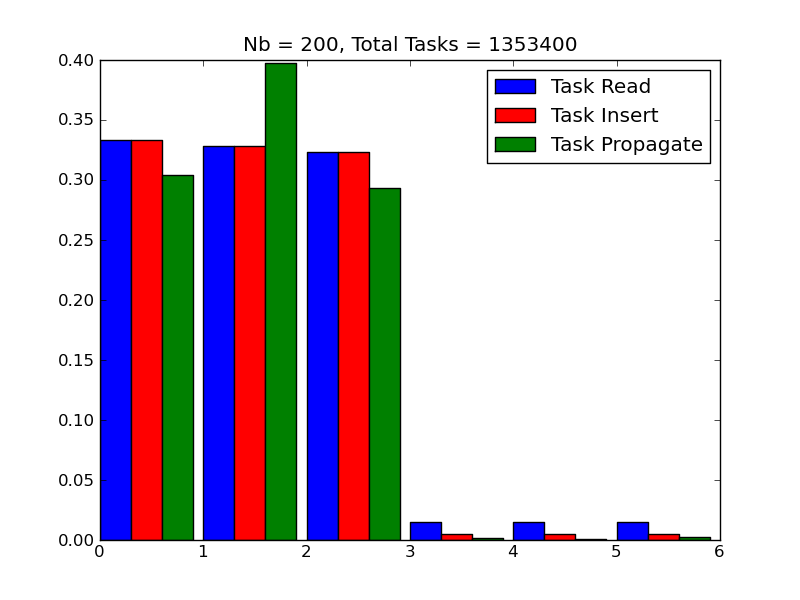 Nb = 200, Total Tasks = 1353400
0.40
0.35
0.30
0.25
0.20
0.15
0.10
0.05
0.00
Task Read
Task Insert
Task Propagate
0 1 2 3 4 5 6